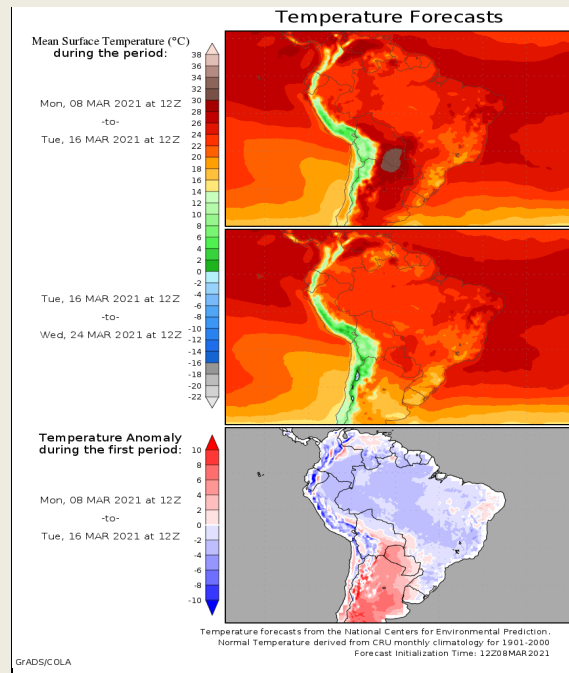 Temperature Forecasts
Mean Surface Temperature (°C)
during the period:
Mon, 08 MAR 2021 at 12Z
-to-
Tue, 16 MAR 2021 at 12Z
38
36
34
32
30
28
26
24
22
20
18
16
14
12
10
8
6
4
2
0
-2
-4
-6
-8
-10
-12
-14
-16
-18
-20
-22
Tue, 16 MAR 2021 at 12Z
-to-
Wed, 24 MAR 2021 at 12Z
Temperature Anomaly
during the first period:
Mon, 08 MAR 2021 at 12Z
-to-
Tue, 16 MAR 2021 at 12Z
10
8
6
4
2
0
-2
-4
-6
-8
-10
Temperature forecasts from the National Centers for Environmental Prediction.
Normal Temperature derived from CRU monthly climatology for 1901-2000
Forecast Initialization Time: 12Z08MAR2021
GrADS/COLA